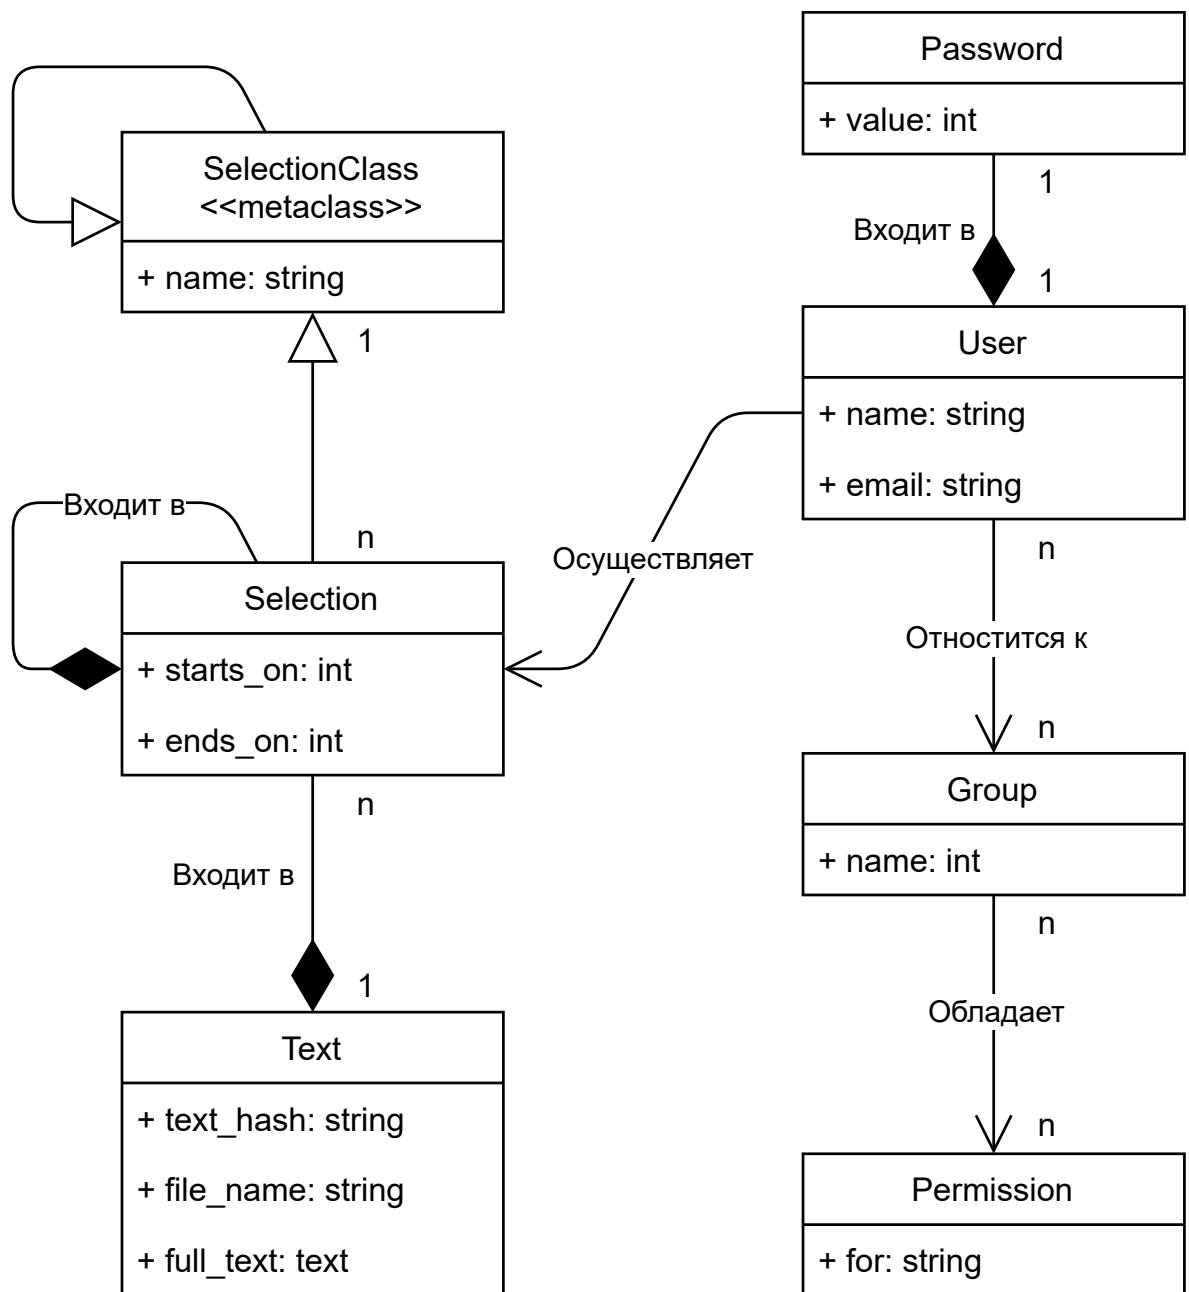 Password
+ value: int
1
Входит в
1
User
+ name: string
+ email: string
n
Отностится к
n
Group
+ name: int
n
Обладает
n
Permission
+ for: string
SelectionClass
<<metaclass>>
+ name: string
1
n
Входит в
Осуществляет
Selection
+ starts_on: int
+ ends_on: int
n
Входит в
1
Text
+ text_hash: string
+ file_name: string
+ full_text: text